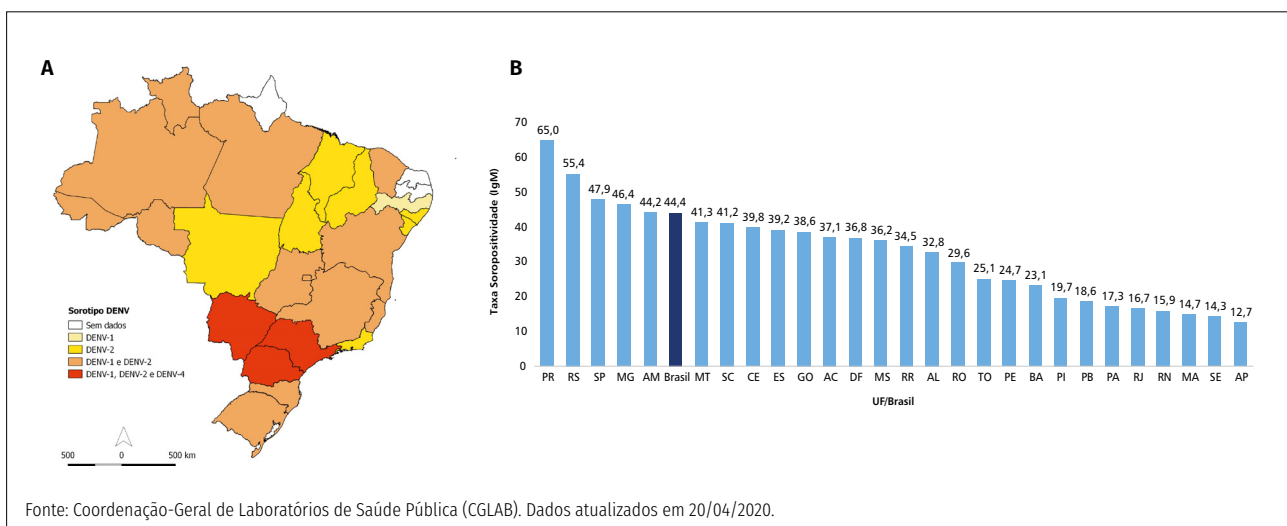 A
Sorotipo DENV
Sem dados
DENV-1
DENV-2
DENV-1 e DENV-2
DENV-1, DENV-2 e DENV-4
500 0 500 km
B
Taxa Soropositividade (IgM)
70
60
50
40
30
20
10
0
65,0 55,4 47,9 46,4 44,2 44,4 41,3 41,2 39,8 39,2 38,6 37,1 36,8 36,2 34,5 32,8 29,6 25,1 24,7 23,1 19,7 18,6 17,3 16,7 15,9 14,7 14,3 12,7
PR RS SP MG AM Brasil MT SC CE ES GO AC DF MS RR AL RO TO PE BA PI PB PA RJ RN MA SE AP
UF/Brasil
Fonte: Coordenação-Geral de Laboratórios de Saúde Pública (CGLAB). Dados atualizados em 20/04/2020.